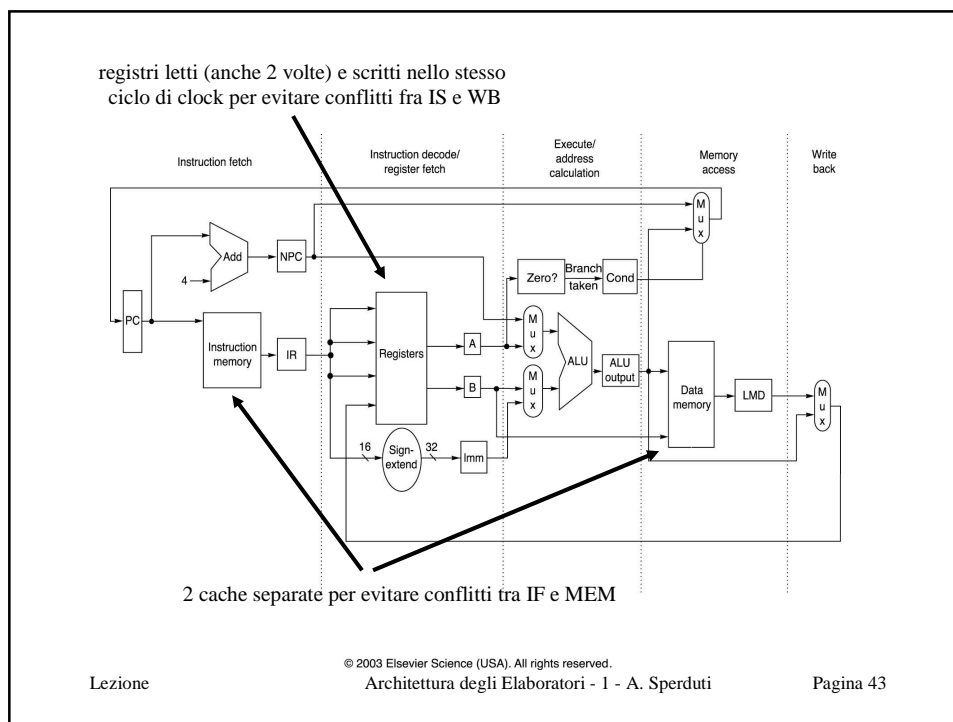 registri letti (anche 2 volte) e scritti nello stesso
ciclo di clock per evitare conflitti fra IS e WB
Instruction fetch
Instruction decode/
register fetch
Execute/
address
calculation
Memory
access
Write
back
M
u
x
Add
NPC
4
Zero?
Branch
taken
Cond
PC
Instruction
memory
IR
Registers
A
B
M
u
x
M
u
x
ALU
ALU
output
Data
memory
LMD
M
u
x
16
Sign-
extend
32
Imm
2 cache separate per evitare conflitti tra IF e MEM
© 2003 Elsevier Science (USA). All rights reserved.
Lezione Architettura degli Elaboratori - 1 - A. Sperduti Pagina 43